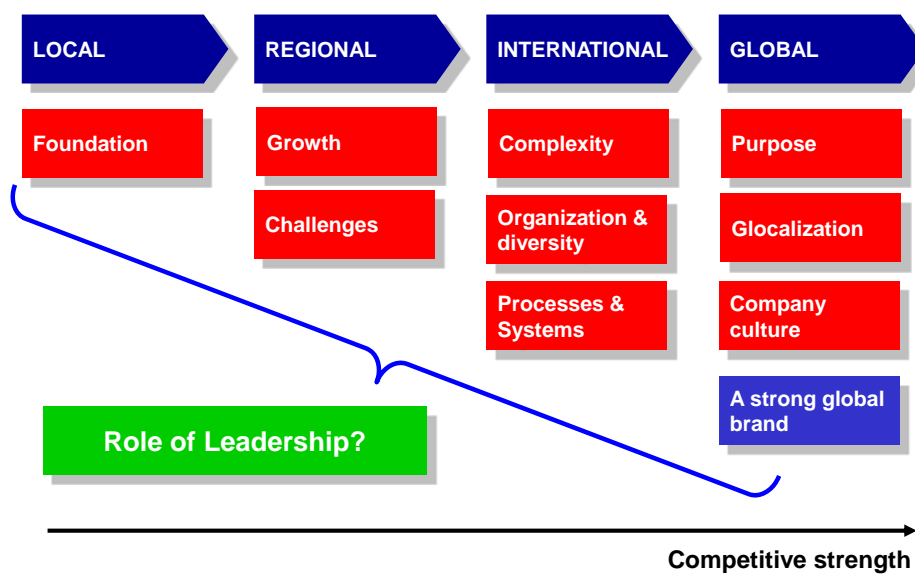 LOCAL
REGIONAL
INTERNATIONAL
GLOBAL
Foundation
Growth
Complexity
Purpose
Challenges
Organization &
diversity
Glocalization
Processes &
Systems
Company
culture
A strong global
brand
Role of Leadership?
Competitive strength